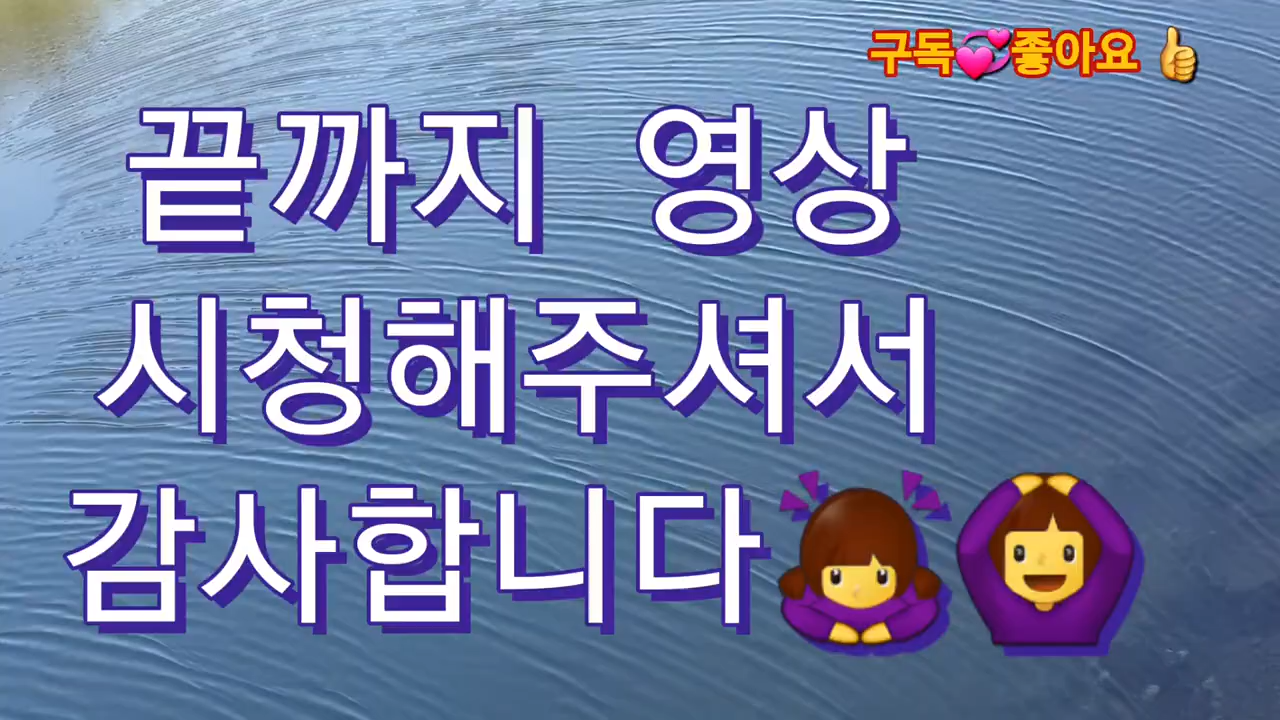 구독💞좋아요 👍
끝까지 영상
시청해주셔서
감사합니다🙇‍♀️🙆‍♀️